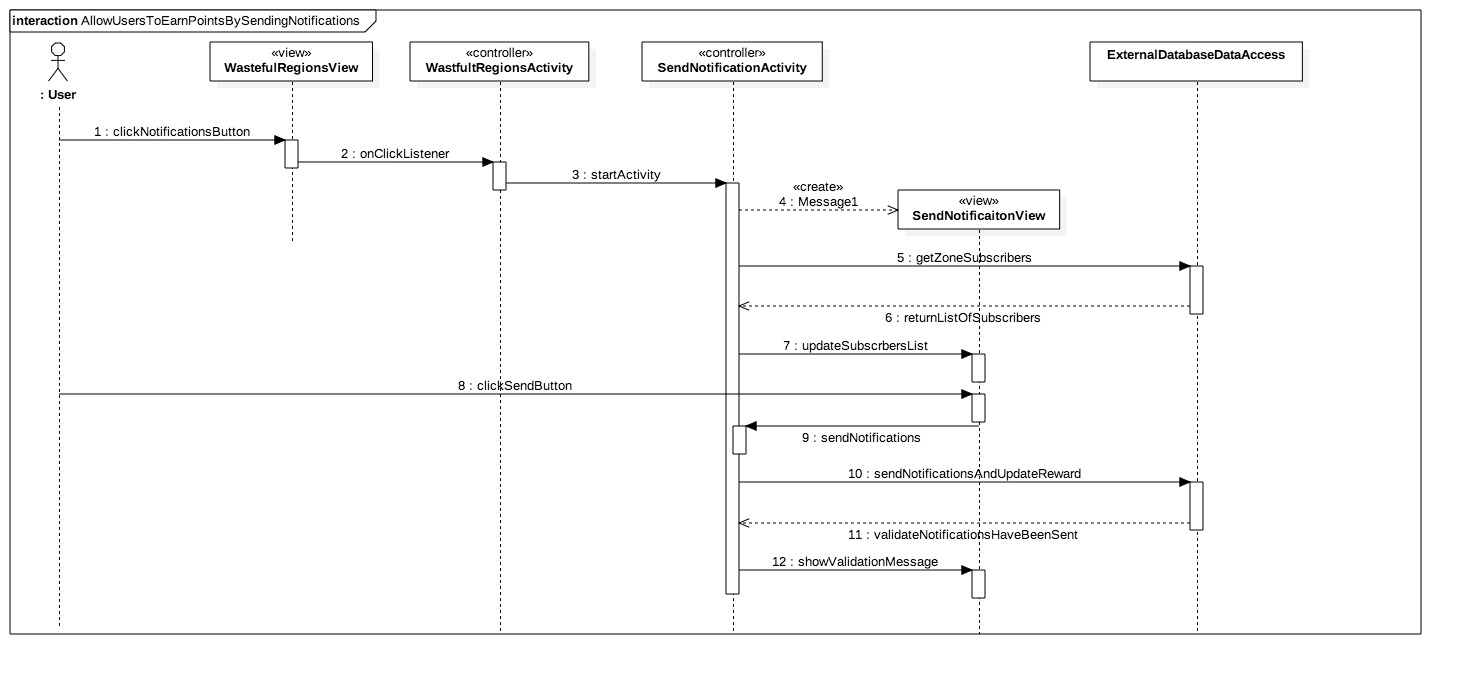 interaction AllowUsersToEarnPointsBySendingNotifications
: User
«view»
WastefulRegionsView
«controller»
WastfultRegionsActivity
«controller»
SendNotificationActivity
ExternalDatabaseDataAccess
1 : clickNotificationsButton
2 : onClickListener
3 : startActivity
«create»
4 : Message1
«view»
SendNotificaitonView
5 : getZoneSubscribers
6 : returnListOfSubscribers
7 : updateSubscrbersList
8 : clickSendButton
9 : sendNotifications
10 : sendNotificationsAndUpdateReward
11 : validateNotificationsHaveBeenSent
12 : showValidationMessage